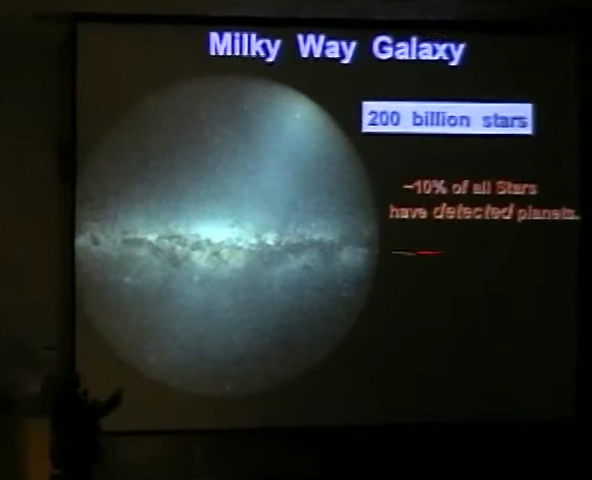 Milky Way Galaxy
200 billion stars
~10% of all Stars
have detected planets.